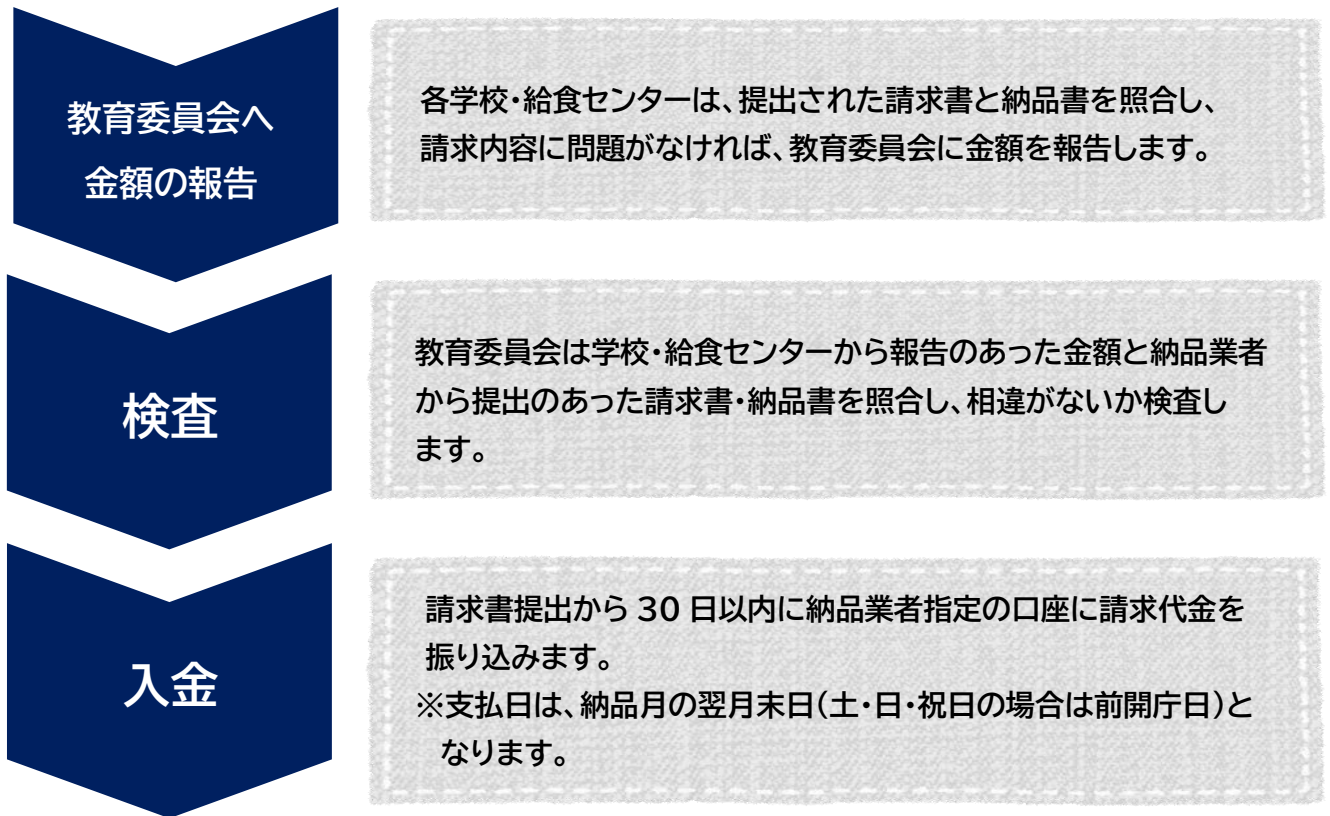 教育委員会へ
金額の報告
各学校・給食センターは、提出された請求書と納品書を照合し、
請求内容に問題がなければ、教育委員会に金額を報告します。
検査
教育委員会は学校・給食センターから報告のあった金額と納品業者
から提出のあった請求書・納品書を照合し、相違がないか検査し
ます。
入金
請求書提出から 30 日以内に納品業者指定の口座に請求代金を
振り込みます。
※支払日は、納品月の翌月末日(土・日・祝日の場合は前開庁日)と
なります。